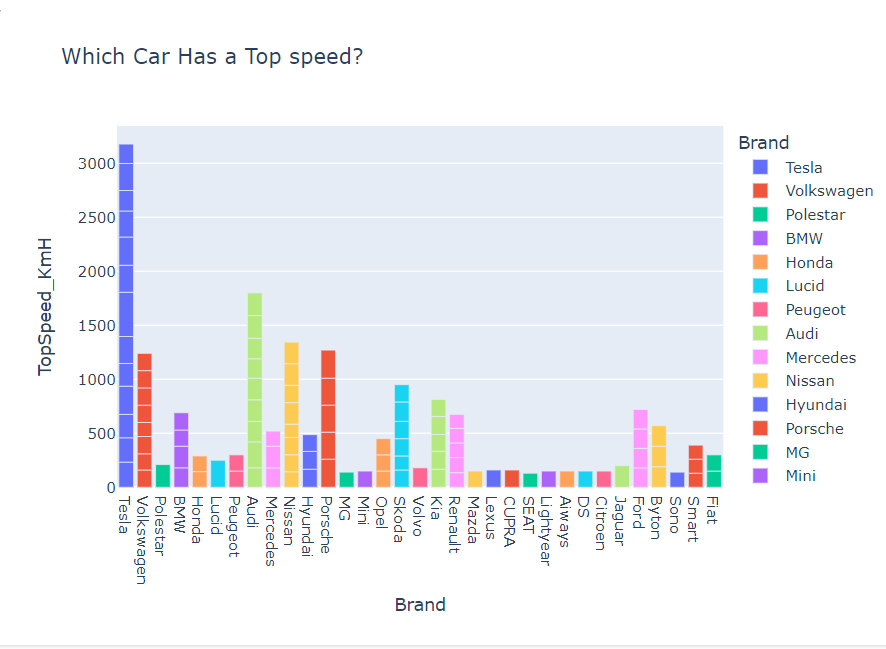 Which Car Has a Top speed?
TopSpeed_KmH
3000
2500
2000
1500
1000
500
0
Tesla
Volkswagen
Polestar
BMW
Honda
Lucid
Peugeot
Audi
Mercedes
Nissan
Hyundai
Porsche
MG
Mini
Opel
Skoda
Volvo
Kia
Renault
Mazda
Lexus
CUPRA
SEAT
Lightyear
Aiways
DS
Citroen
Jaguar
Ford
Byton
Sono
Smart
Fiat
Brand
Brand
Tesla
Volkswagen
Polestar
BMW
Honda
Lucid
Peugeot
Audi
Mercedes
Nissan
Hyundai
Porsche
MG
Mini